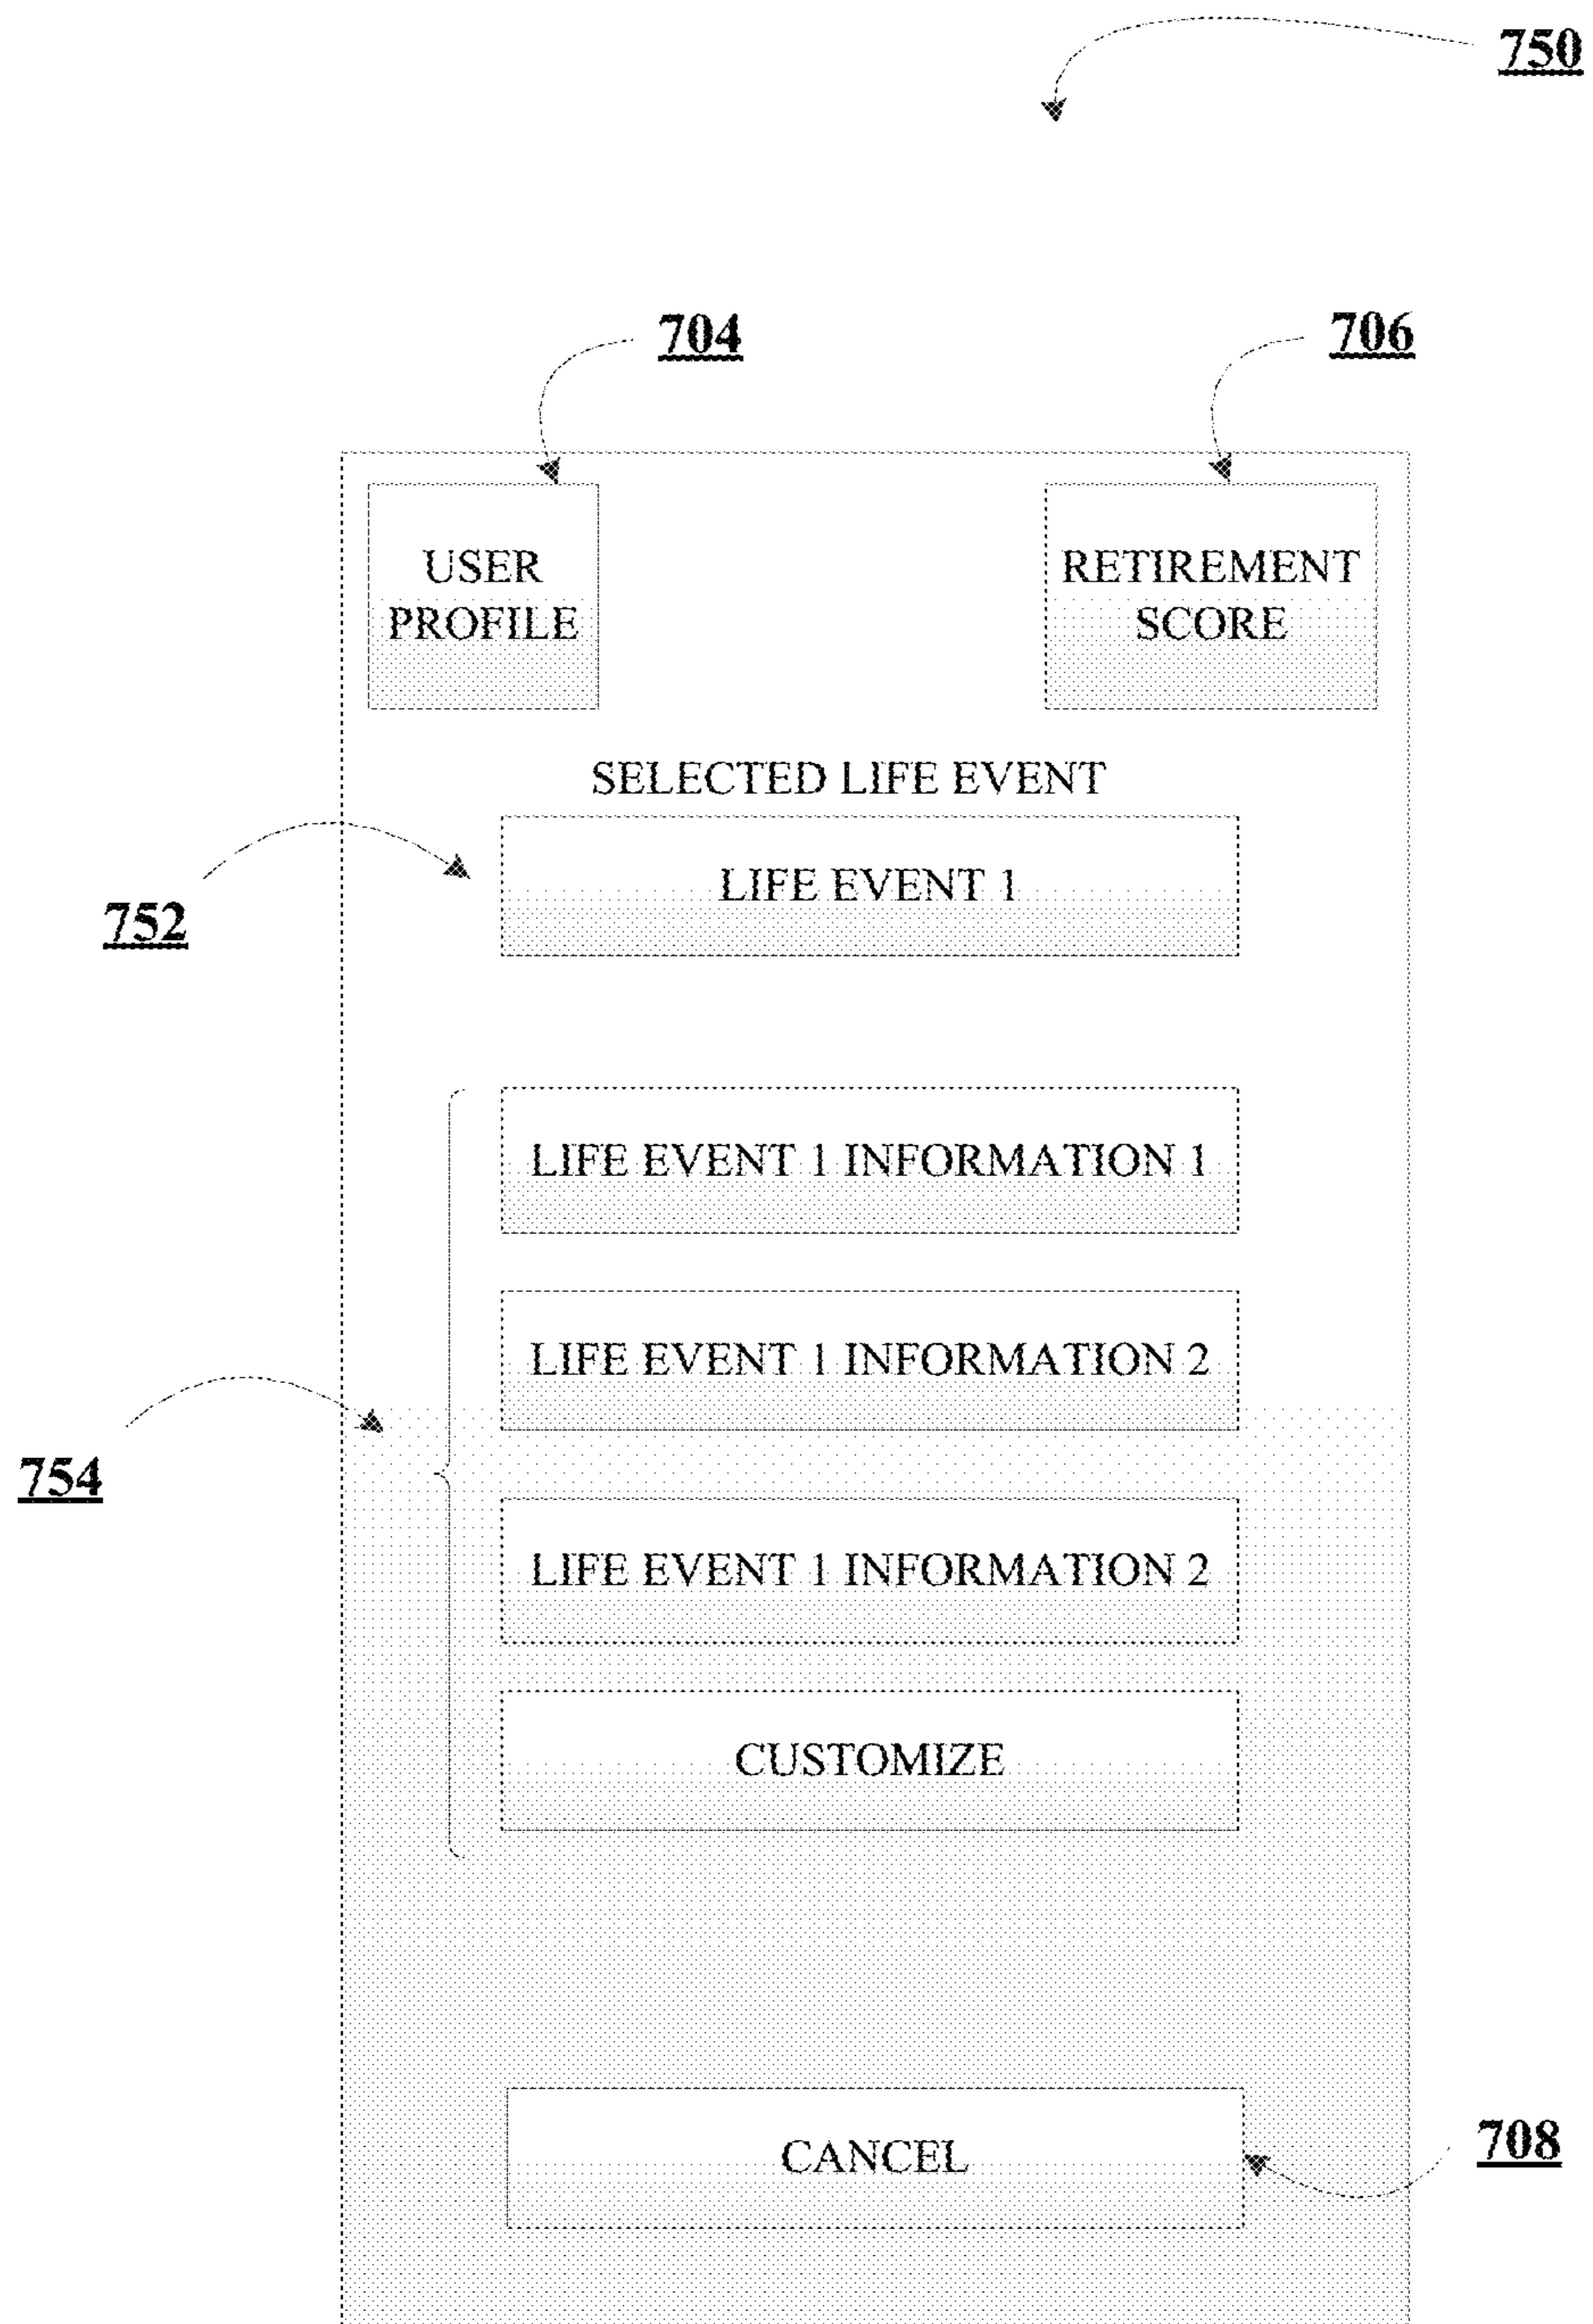 750
704
706
USER
PROFILE
RETIREMENT
SCORE
SELECTED LIFE EVENT
LIFE EVENT 1
752
LIFE EVENT 1 INFORMATION 1
LIFE EVENT 1 INFORMATION 2
754
LIFE EVENT 1 INFORMATION 2
CUSTOMIZE
CANCEL
708